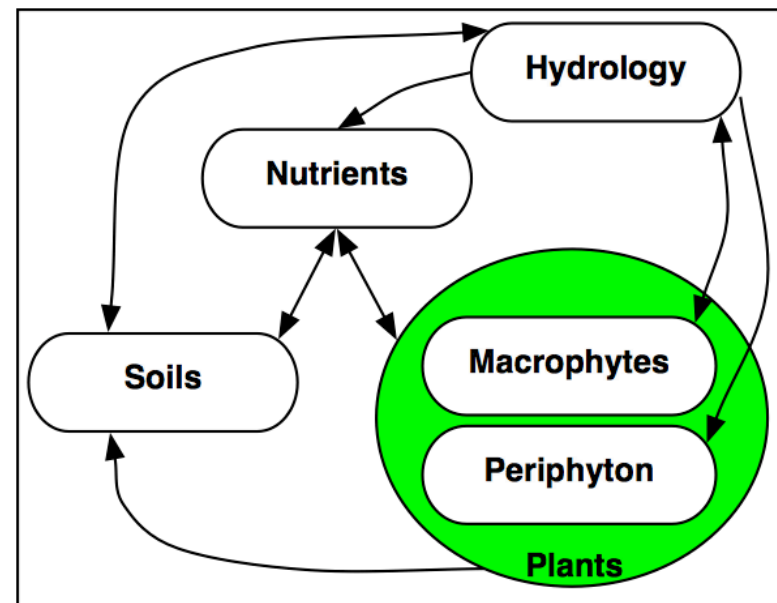 Hydrology
Nutrients
Soils
Macrophytes
Periphyton
Plants